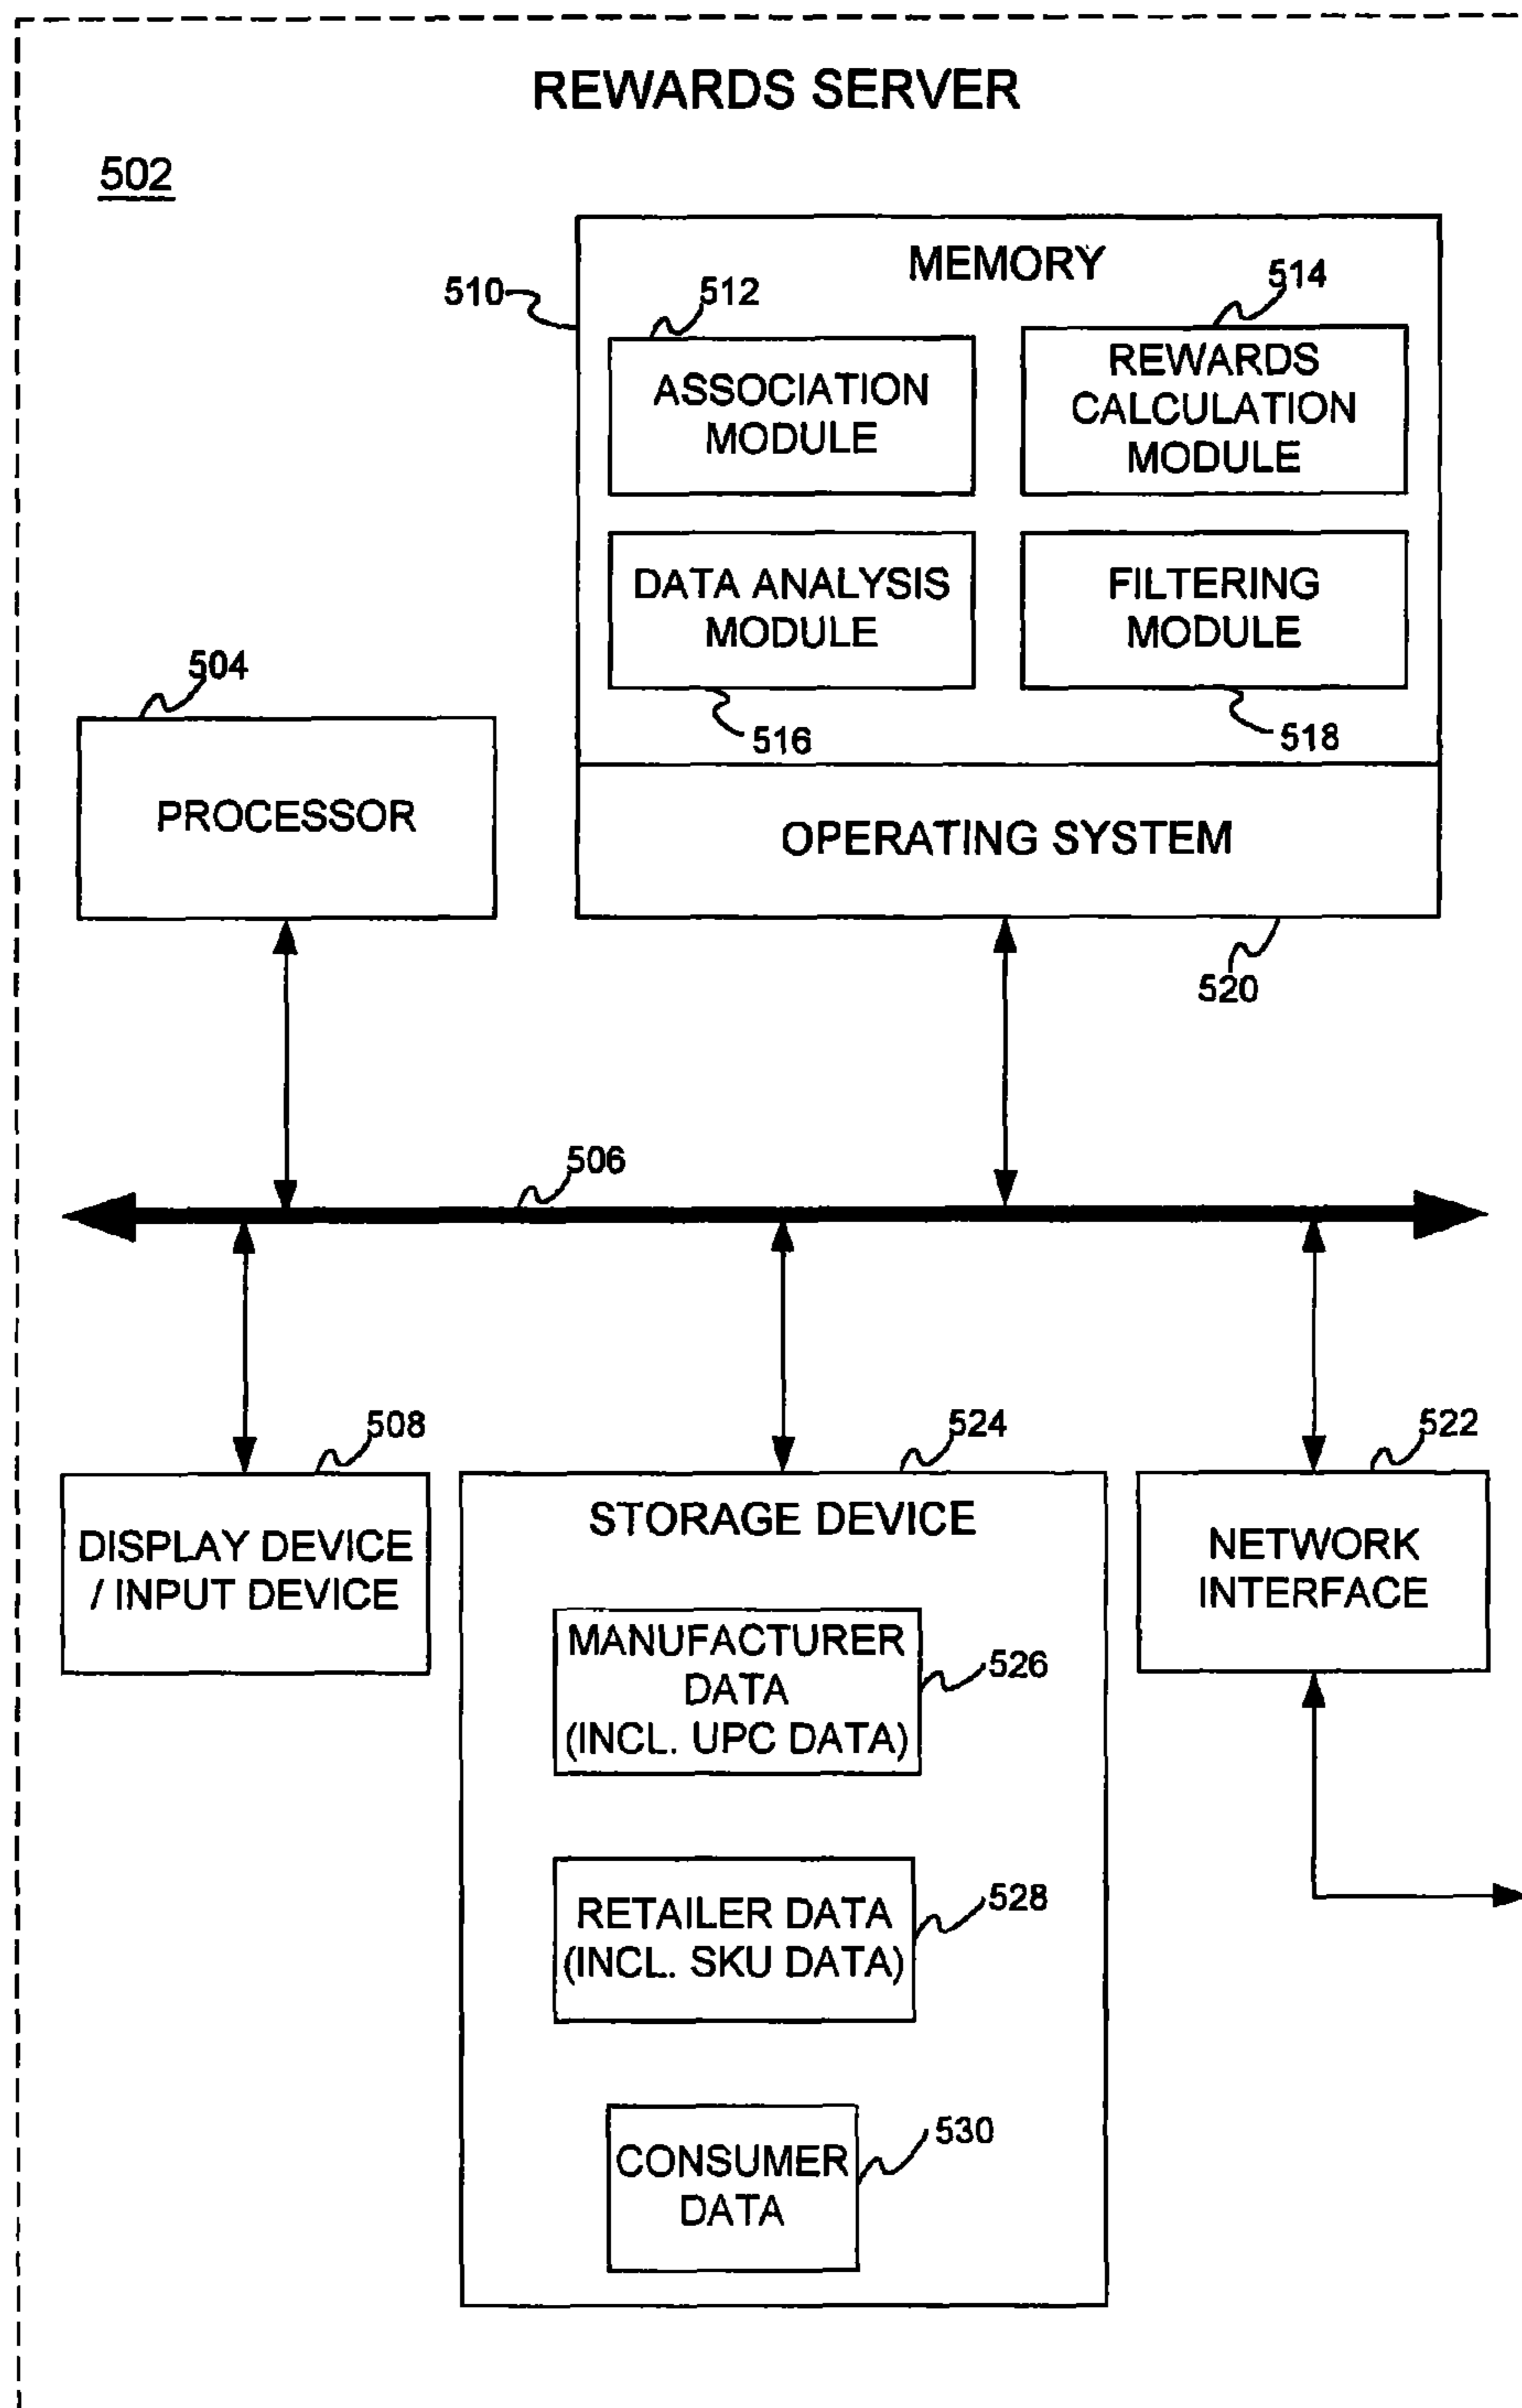 REWARDS SERVER
502
MEMORY
510
512
514
ASSOCIATION
MODULE
REWARDS
CALCULATION
MODULE
DATA ANALYSIS
MODULE
FILTERING
MODULE
516
518
504
PROCESSOR
OPERATING SYSTEM
520
506
508
524
522
DISPLAY DEVICE
/ INPUT DEVICE
STORAGE DEVICE
NETWORK
INTERFACE
MANUFACTURER
DATA
(INCL. UPC DATA)
526
RETAILER DATA
(INCL. SKU DATA)
528
CONSUMER
DATA
530